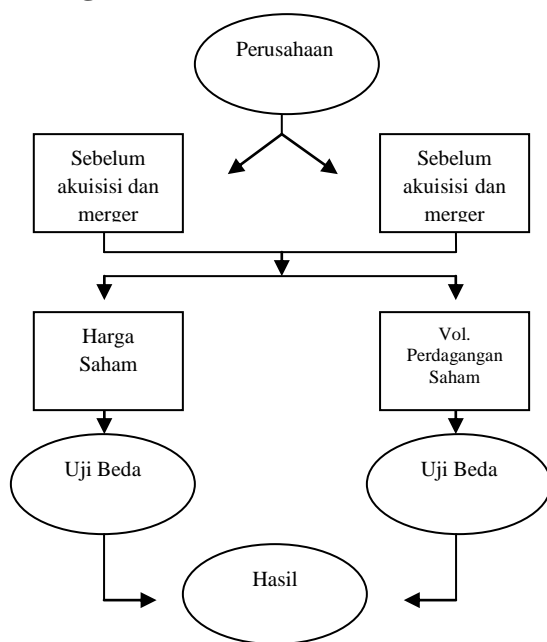 Perusahaan
Sebelum
akuisisi dan
merger
Sebelum
akuisisi dan
merger
Harga
Saham
Vol.
Perdagangan
Saham
Uji Beda
Uji Beda
Hasil